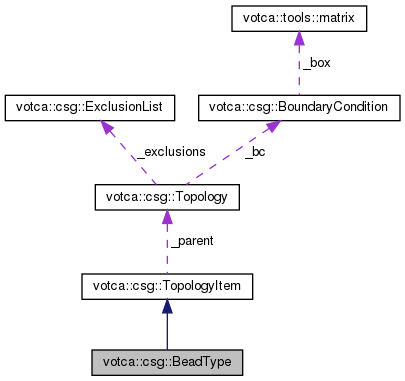 votca::tools::matrix
_box
votca::csg::ExclusionList
votca::csg::BoundaryCondition
_exclusions
_bc
votca::csg::Topology
_parent
votca::csg::TopologyItem
votca::csg::BeadType